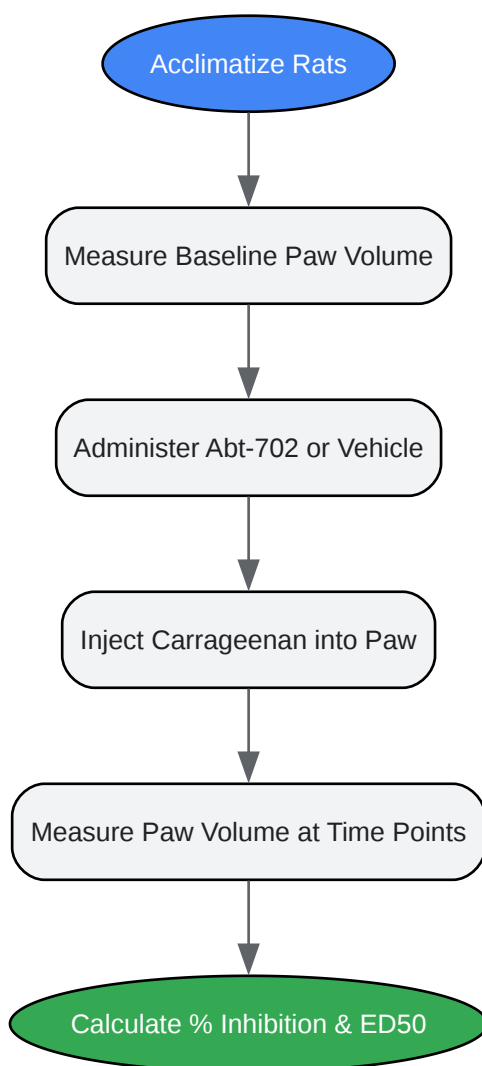 Acclimatize Rats
Measure Baseline Paw Volume
Administer Abt-702 or Vehicle
Inject Carrageenan into Paw
Measure Paw Volume at Time Points
Calculate % Inhibition & ED50